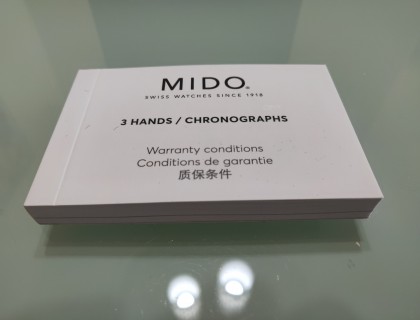 MIDO®
SWISS WATCHES SINCE 1918
3 HANDS / CHRONOGRAPHS
Warranty conditions
Conditions de garantie
质保条件